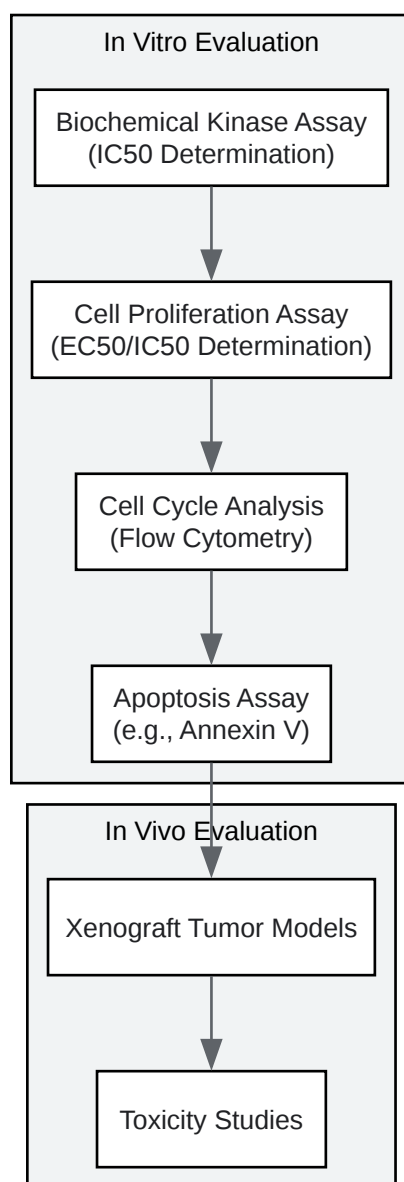 In Vitro Evaluation
Biochemical Kinase Assay
(IC50 Determination)
Cell Proliferation Assay
(EC50/IC50 Determination)
Cell Cycle Analysis
(Flow Cytometry)
Apoptosis Assay
(e.g., Annexin V)
In Vivo Evaluation
Xenograft Tumor Models
Toxicity Studies